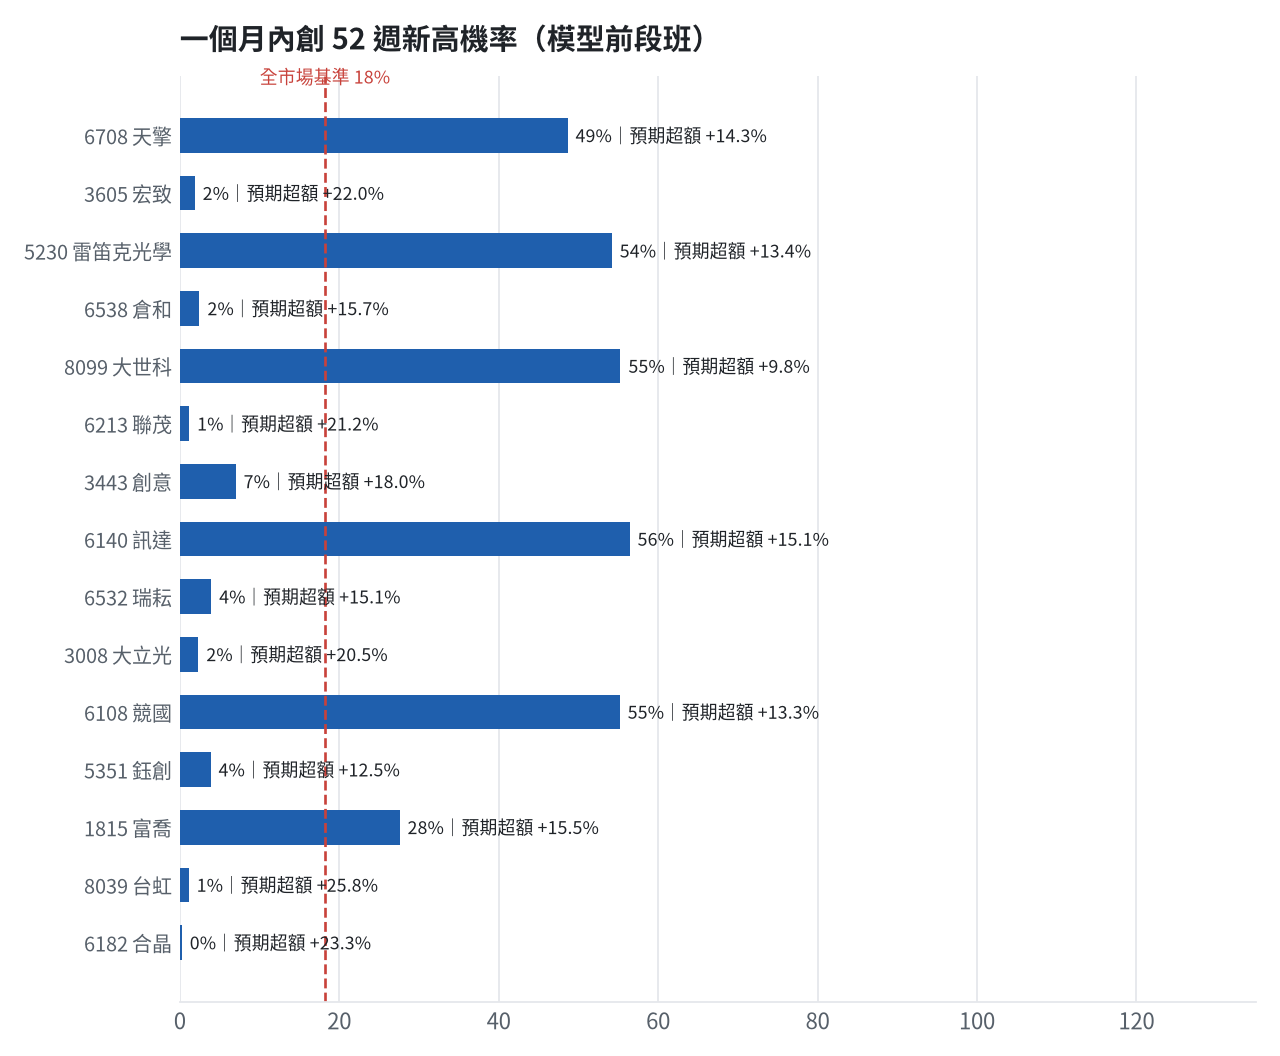 一個月內創 52 週新高機率（模型前段班）
全市場基準 18%
6708 天擎 49%｜預期超額 +14.3%
3605 宏致 2%｜預期超額 +22.0%
5230 雷笛克光學 54%｜預期超額 +13.4%
6538 倉和 2%｜預期超額 +15.7%
8099 大世科 55%｜預期超額 +9.8%
6213 聯茂 1%｜預期超額 +21.2%
3443 創意 7%｜預期超額 +18.0%
6140 訊達 56%｜預期超額 +15.1%
6532 瑞耘 4%｜預期超額 +15.1%
3008 大立光 2%｜預期超額 +20.5%
6108 競國 55%｜預期超額 +13.3%
5351 鈺創 4%｜預期超額 +12.5%
1815 富喬 28%｜預期超額 +15.5%
8039 台虹 1%｜預期超額 +25.8%
6182 合晶 0%｜預期超額 +23.3%
0 20 40 60 80 100 120